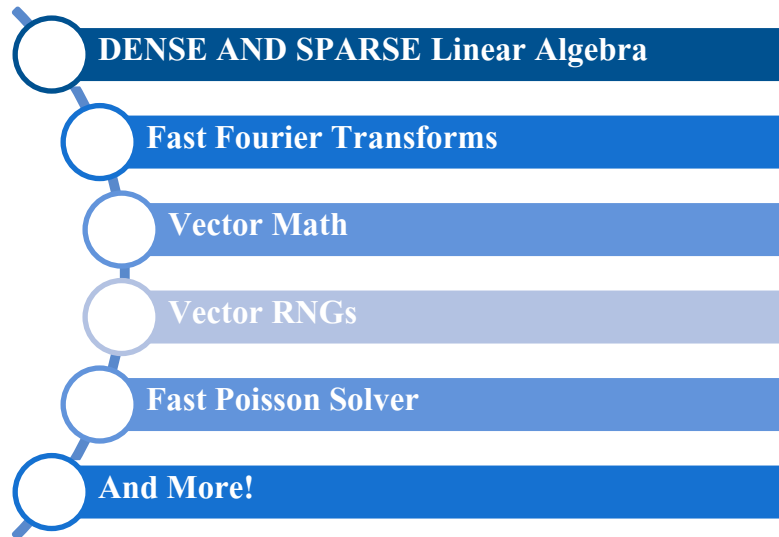 DENSE AND SPARSE Linear Algebra
Fast Fourier Transforms
Vector Math
Vector RNGs
Fast Poisson Solver
And More!